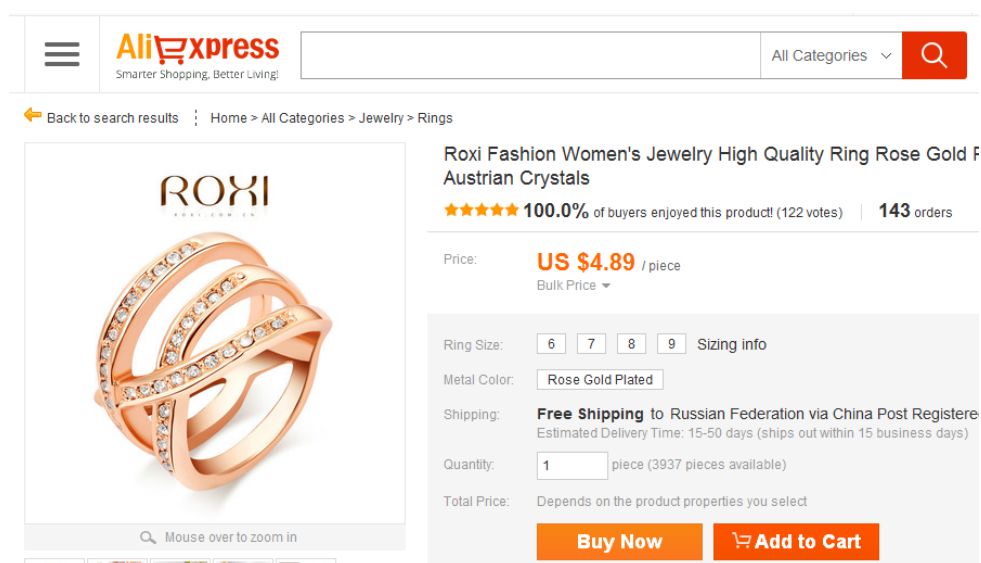 AliExpress
All Categories
Smarter Shopping, Better Living!
Back to search results
Home > All Categories > Jewelry > Rings
Roxi Fashion Women's Jewelry High Quality Ring Rose Gold
Austrian Crystals
100.0% of buyers enjoyed this product! (122 votes)
143 orders
ROXI
ROXI.COM.CN
Price:
US $4.89 / piece
Bulk Price
Ring Size:
6 7 8 9 Sizing info
Metal Color:
Rose Gold Plated
Shipping:
Free Shipping to Russian Federation via China Post Registered
Estimated Delivery Time: 15-50 days (ships out within 15 business days)
Quantity:
1 piece (3937 pieces available)
Total Price:
Depends on the product properties you select
Mouse over to zoom in
Buy Now
Add to Cart